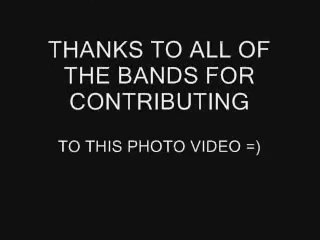 THANKS TO ALL OF
THE BANDS FOR
CONTRIBUTING
TO THIS PHOTO VIDEO =)